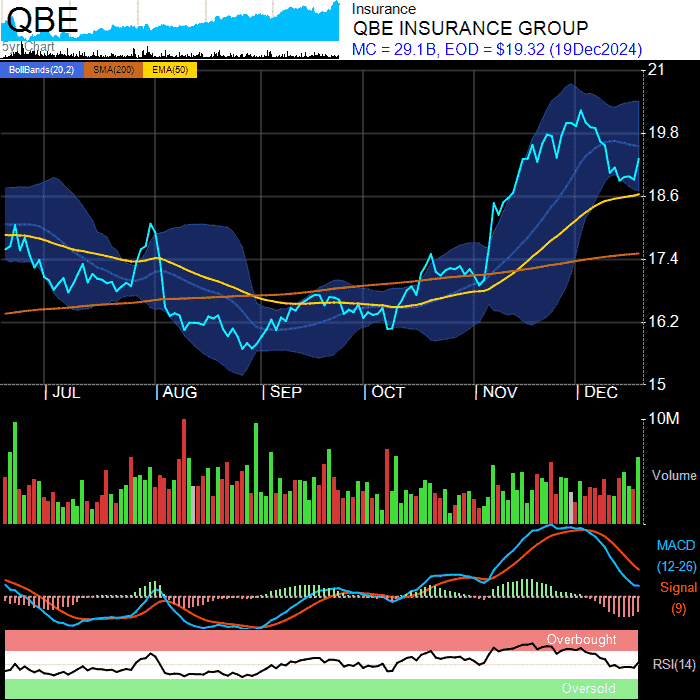 QBE
5yr Chart
Insurance
QBE INSURANCE GROUP
MC = 29.1B, EOD = $19.32 (19Dec2024)
BollBands(20,2) SMA(200) EMA(50)
21
19.8
18.6
17.4
16.2
15
JUL AUG SEP OCT NOV DEC
10M
Volume
MACD
(12-26)
Signal
(9)
Overbought
RSI(14)
Oversold